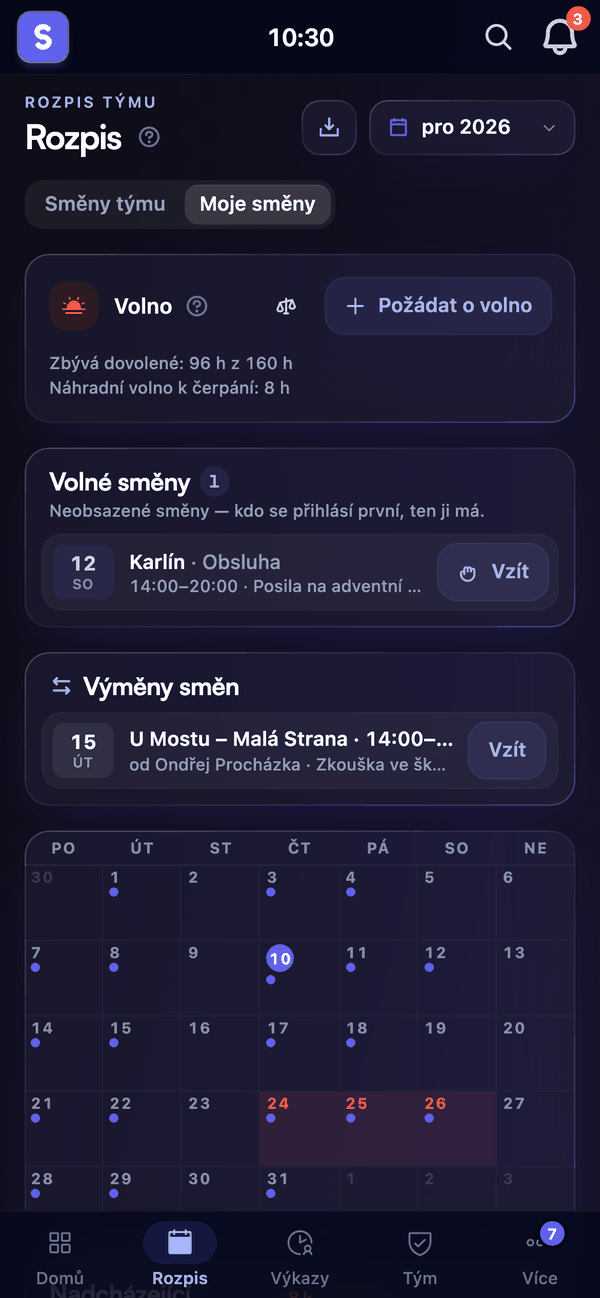 S
10:30
3
ROZPIS TÝMU
Rozpis
pro 2026
Směny týmu
Moje směny
Volno
Požádat o volno
Zbývá dovolené: 96 h z 160 h
Náhradní volno k čerpání: 8 h
Volné směny 1
Neobsazené směny — kdo se přihlásí první, ten ji má.
12
SO
Karlín · Obsluha
14:00–20:00 · Posila na adventní ...
Vzít
Výměny směn
15
ÚT
U Mostu – Malá Strana · 14:00–...
od Ondřej Procházka · Zkouška ve šk...
Vzít
PO ÚT ST ČT PÁ SO NE
30 1 2 3 4 5 6
7 8 9 10 11 12 13
14 15 16 17 18 19 20
21 22 23 24 25 26 27
28 29 30 31 1 2 3
7
Domů
Rozpis
Výkazy
Tým
Více
Nadcházející
8 h